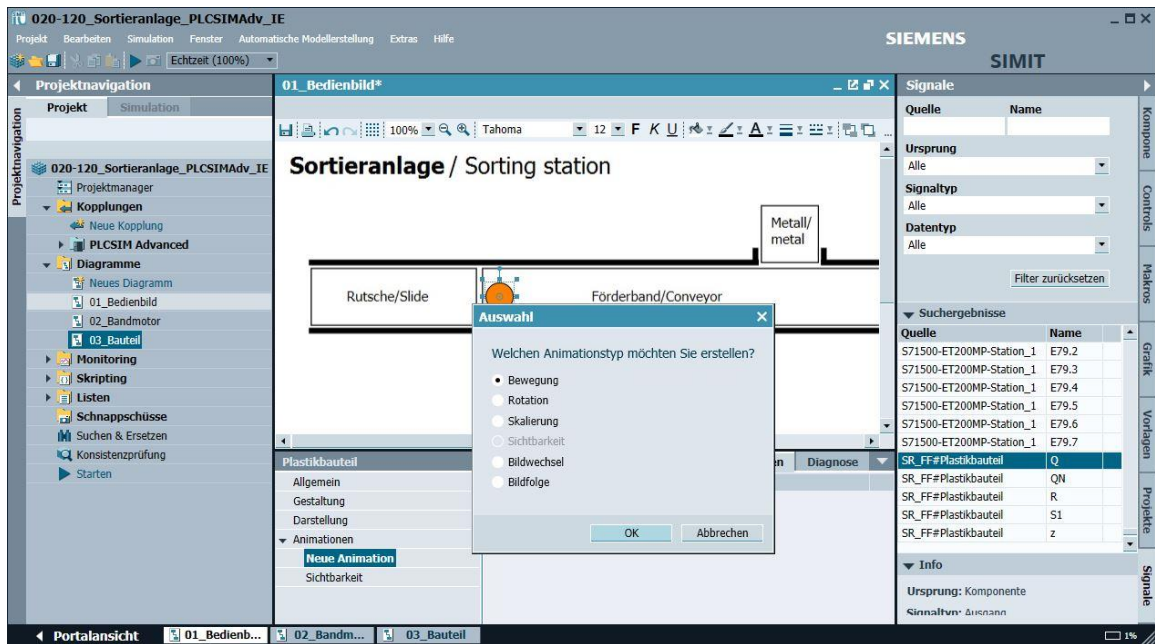 020-120_Sortieranlage_PLCSIMAdv_IE
Projekt Bearbeiten Simulation Fenster Automatische Modellerstellung Extras Hilfe
SIEMENS
SIMIT
Echtzeit (100%)
Projektnavigation
Projekt Simulation
Projektnavigation
020-120_Sortieranlage_PLCSIMAdv_IE
Projektmanager
Kopplungen
Neue Kopplung
PLCSIM Advanced
Diagramme
Neues Diagramm
01_Bedienbild
02_Bandmotor
03_Bauteil
Monitoring
Skripting
Listen
Schnappschüsse
Suchen & Ersetzen
Konsistenzprüfung
Starten
01_Bedienbild*
100% Tahoma 12 F K U A
Sortieranlage / Sorting station
Metall/
metal
Rutsche/Slide
Förderband/Conveyor
Auswahl
Welchen Animationstyp möchten Sie erstellen?
Bewegung
Rotation
Skalierung
Sichtbarkeit
Bildwechsel
Bildfolge
OK Abbrechen
Plastikbauteil
Diagnose
Allgemein
Gestaltung
Darstellung
Animationen
Neue Animation
Sichtbarkeit
Signale
Quelle Name
Ursprung
Alle
Signaltyp
Alle
Datentyp
Alle
Filter zurücksetzen
Suchergebnisse
Quelle Name
S71500-ET200MP-Station_1 E79.2
S71500-ET200MP-Station_1 E79.3
S71500-ET200MP-Station_1 E79.4
S71500-ET200MP-Station_1 E79.5
S71500-ET200MP-Station_1 E79.6
S71500-ET200MP-Station_1 E79.7
SR_FF#Plastikbauteil Q
SR_FF#Plastikbauteil QN
SR_FF#Plastikbauteil R
SR_FF#Plastikbauteil S1
SR_FF#Plastikbauteil z
Info
Ursprung: Komponente
Signaltyp: Ausgang
Kompone
Controls
Makros
Grafik
Vorlagen
Projekte
Signale
Portalansicht 01_Bedienb... 02_Bandm... 03_Bauteil
1%